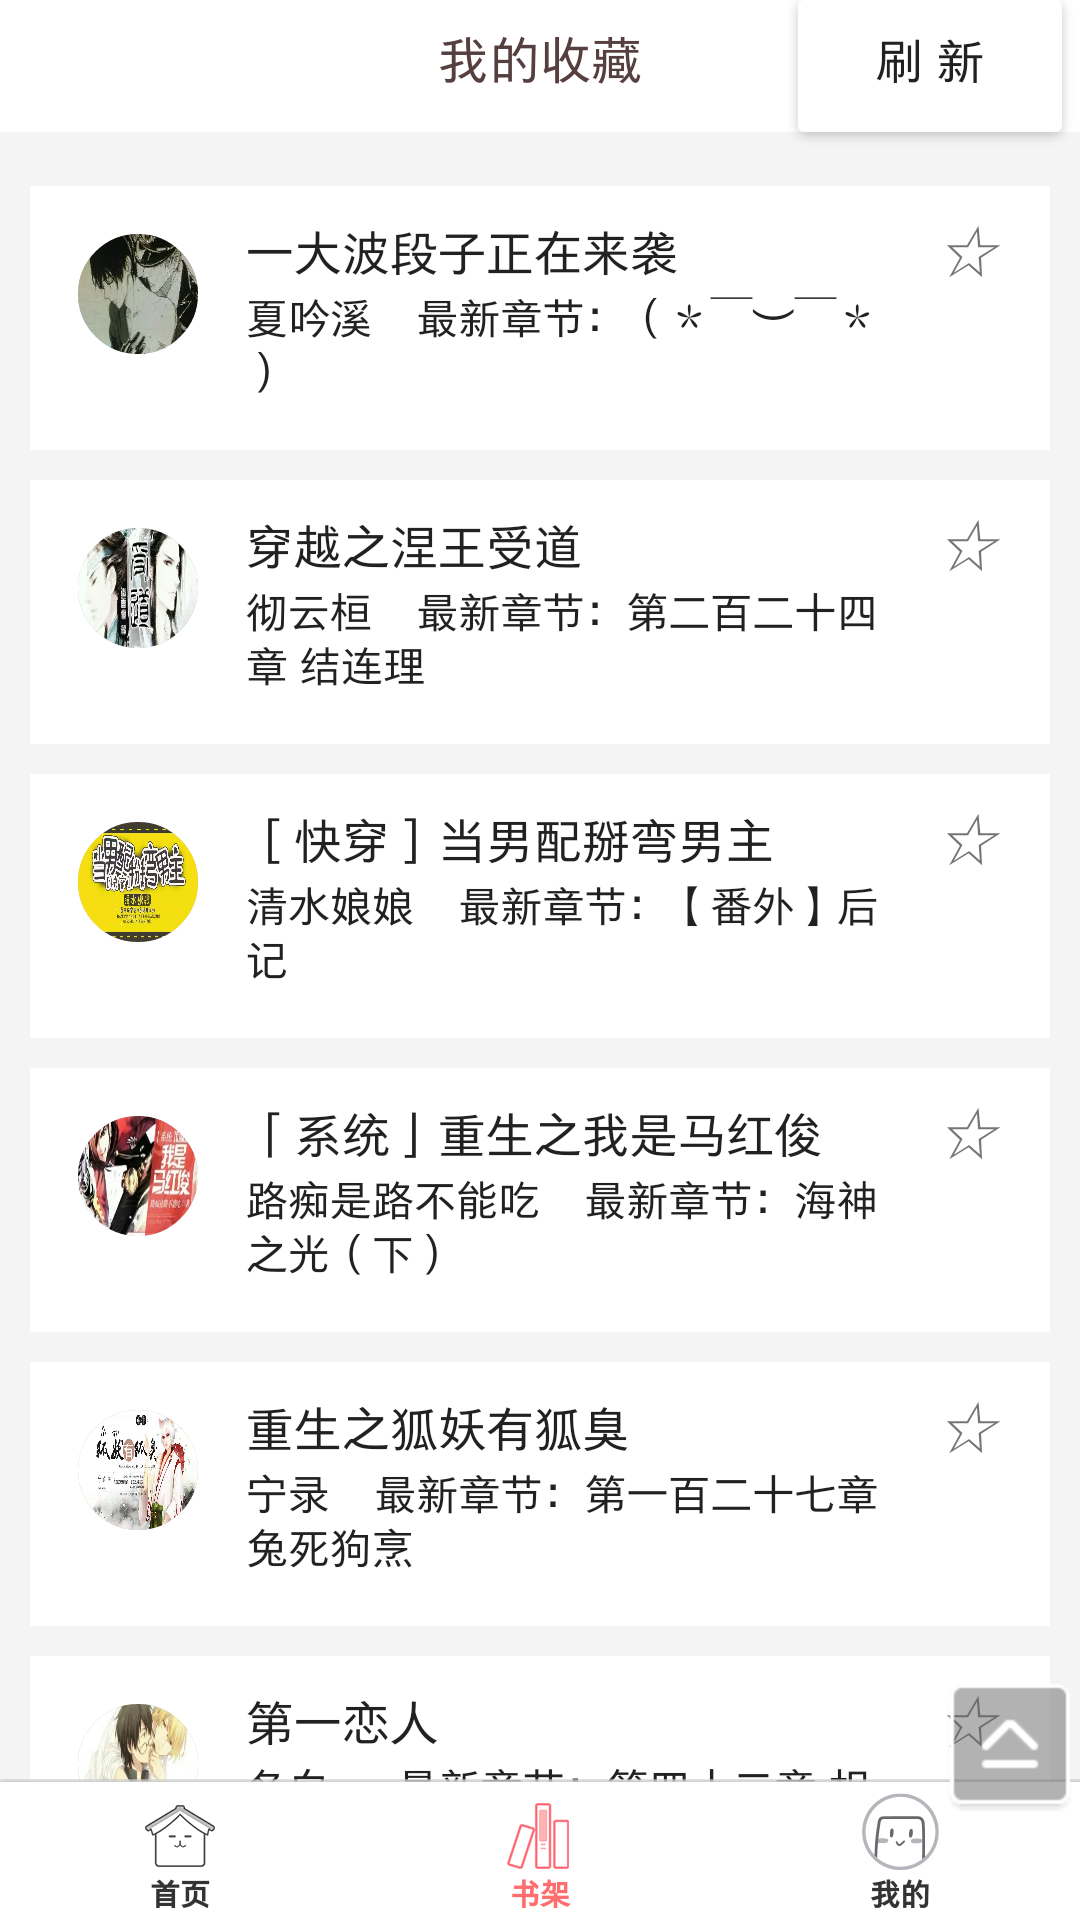 我的收藏
刷 新
一大波段子正在来袭
夏吟溪　最新章节：（*￣︶￣*
）
穿越之涅王受道
彻云桓　最新章节：第二百二十四
章 结连理
［快穿］当男配掰弯男主
清水娘娘　最新章节：【番外】后
记
「系统」重生之我是马红俊
路痴是路不能吃　最新章节：海神
之光（下）
重生之狐妖有狐臭
宁录　最新章节：第一百二十七章
兔死狗烹
第一恋人
首页
书架
我的